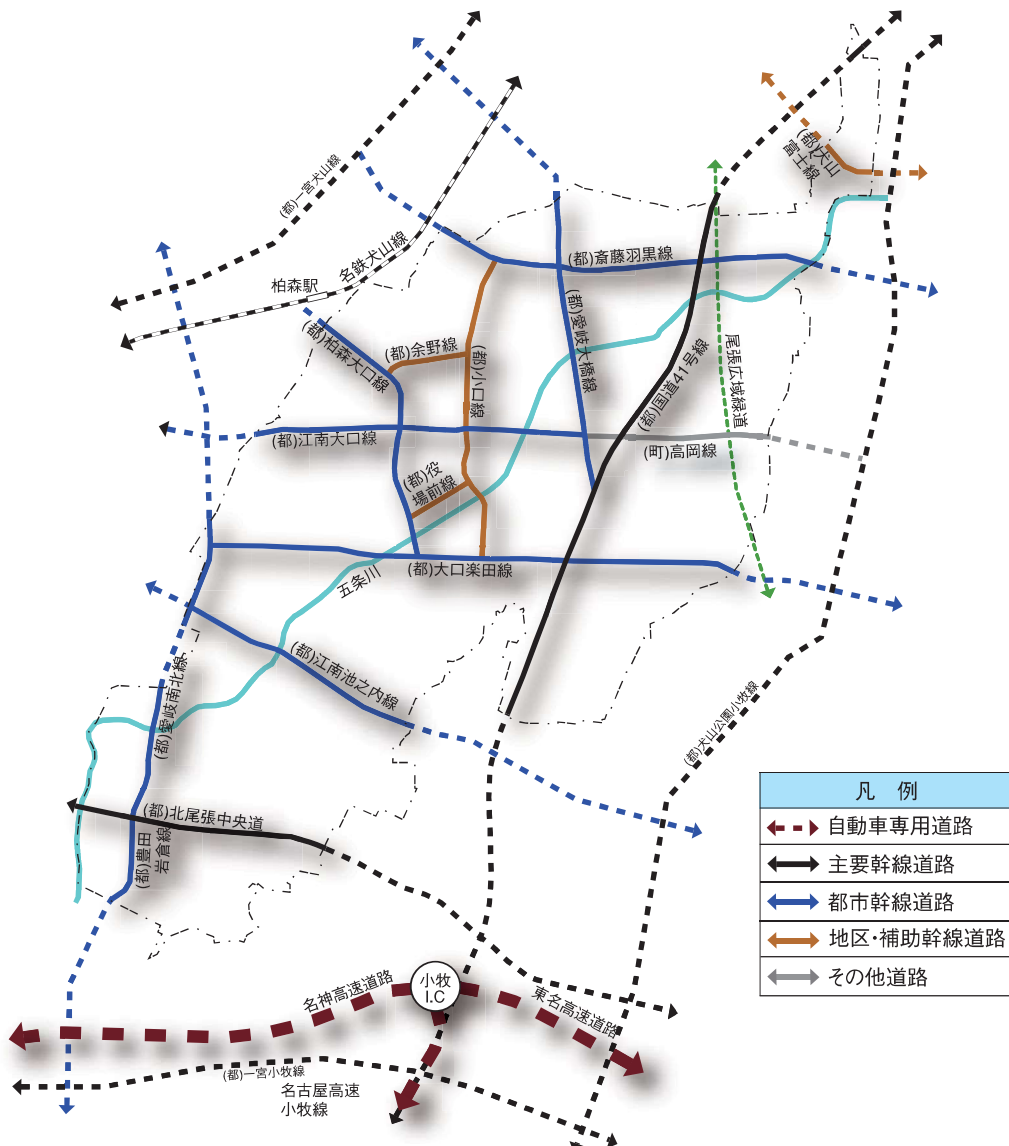 (都)犬山
富士線
(都)一宮犬山線
名鉄犬山線
柏森駅
(都)斎藤羽黒線
(都)愛岐大橋線
(都)柏森大口線
(都)余野線
(都)小口線
(都)国道41号線
尾張広域緑道
(都)江南大口線
(町)高岡線
(都)役
場前線
(都)大口楽田線
五条川
(都)江南池之内線
(都)愛岐南北線
(都)犬山公園小牧線
(都)北尾張中央道
(都)豊田
岩倉線
凡 例
自動車専用道路
主要幹線道路
都市幹線道路
地区・補助幹線道路
その他道路
小牧
I.C
名神高速道路
東名高速道路
(都)一宮小牧線
名古屋高速
小牧線